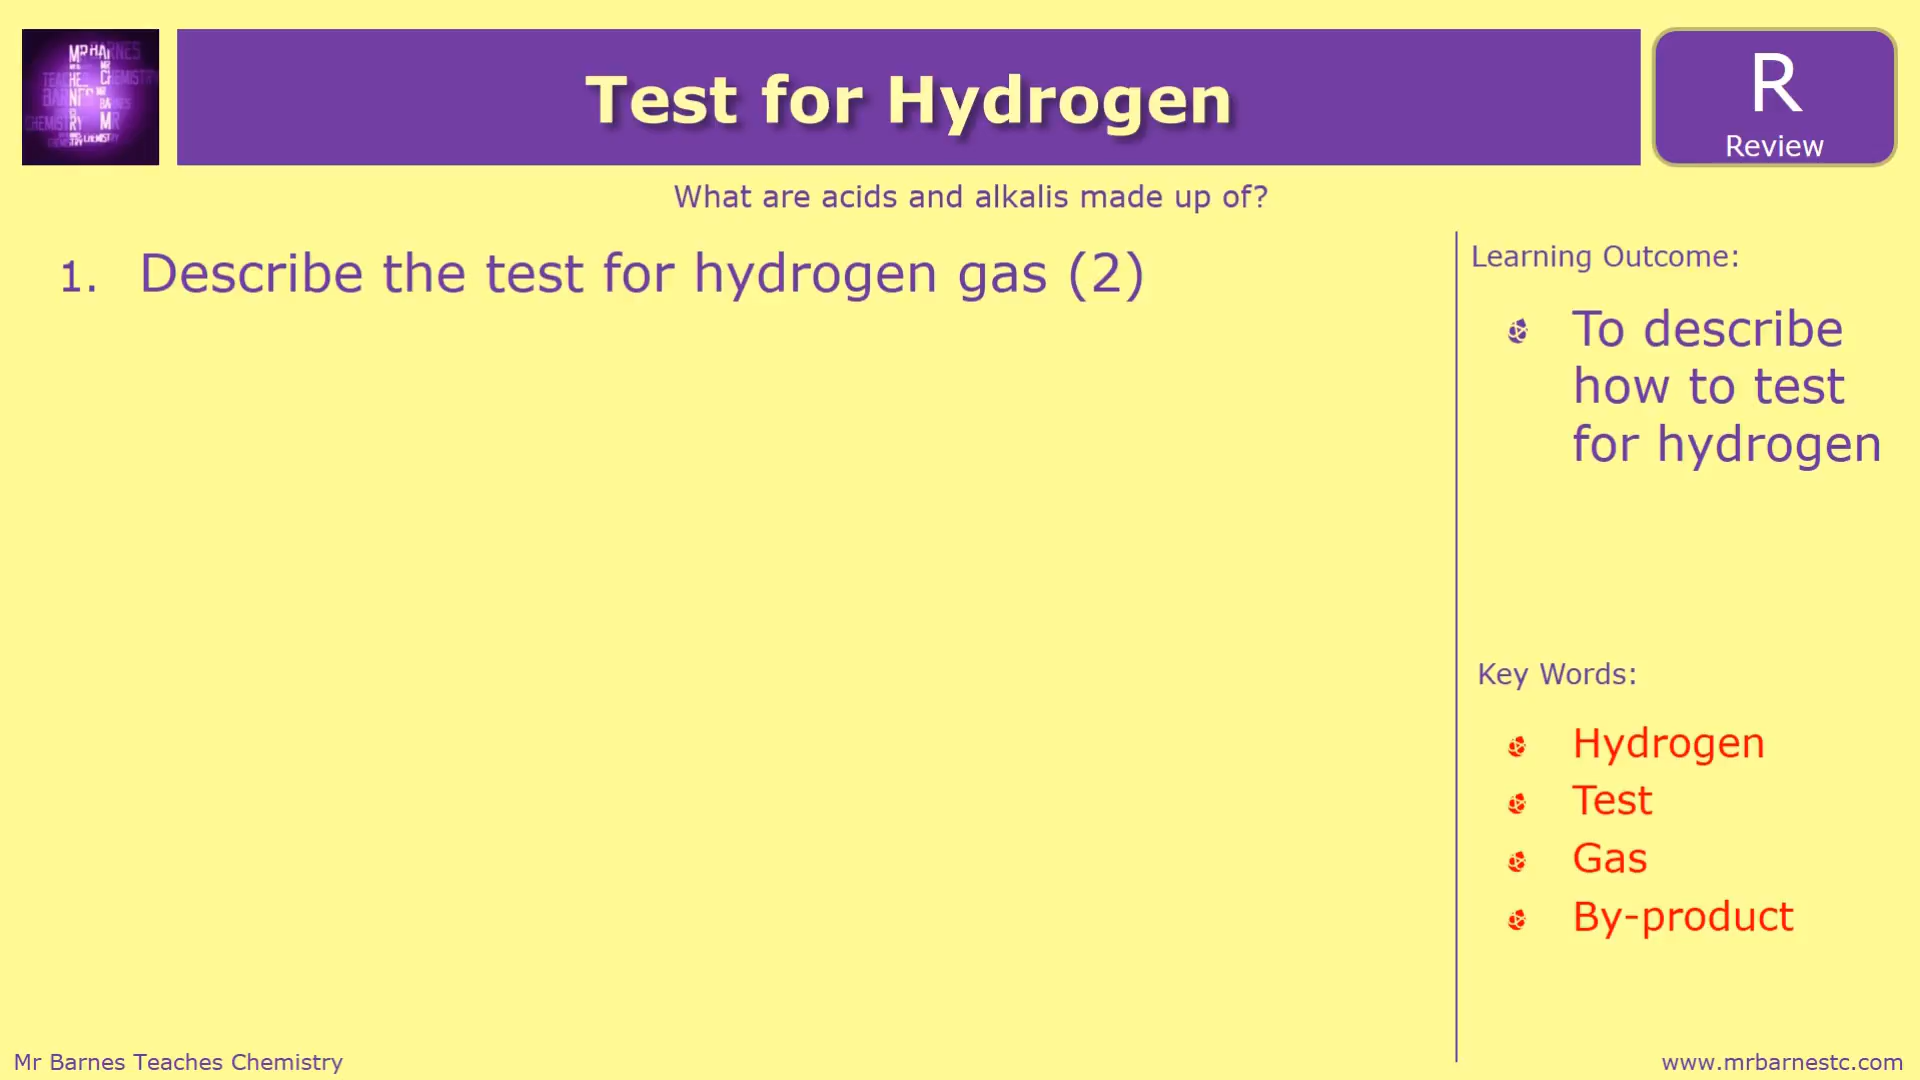 Test for Hydrogen
R
Review
What are acids and alkalis made up of?
1. Describe the test for hydrogen gas (2)
Learning Outcome:
To describe
how to test
for hydrogen
Key Words:
Hydrogen
Test
Gas
By-product
Mr Barnes Teaches Chemistry
www.mrbarnestc.com